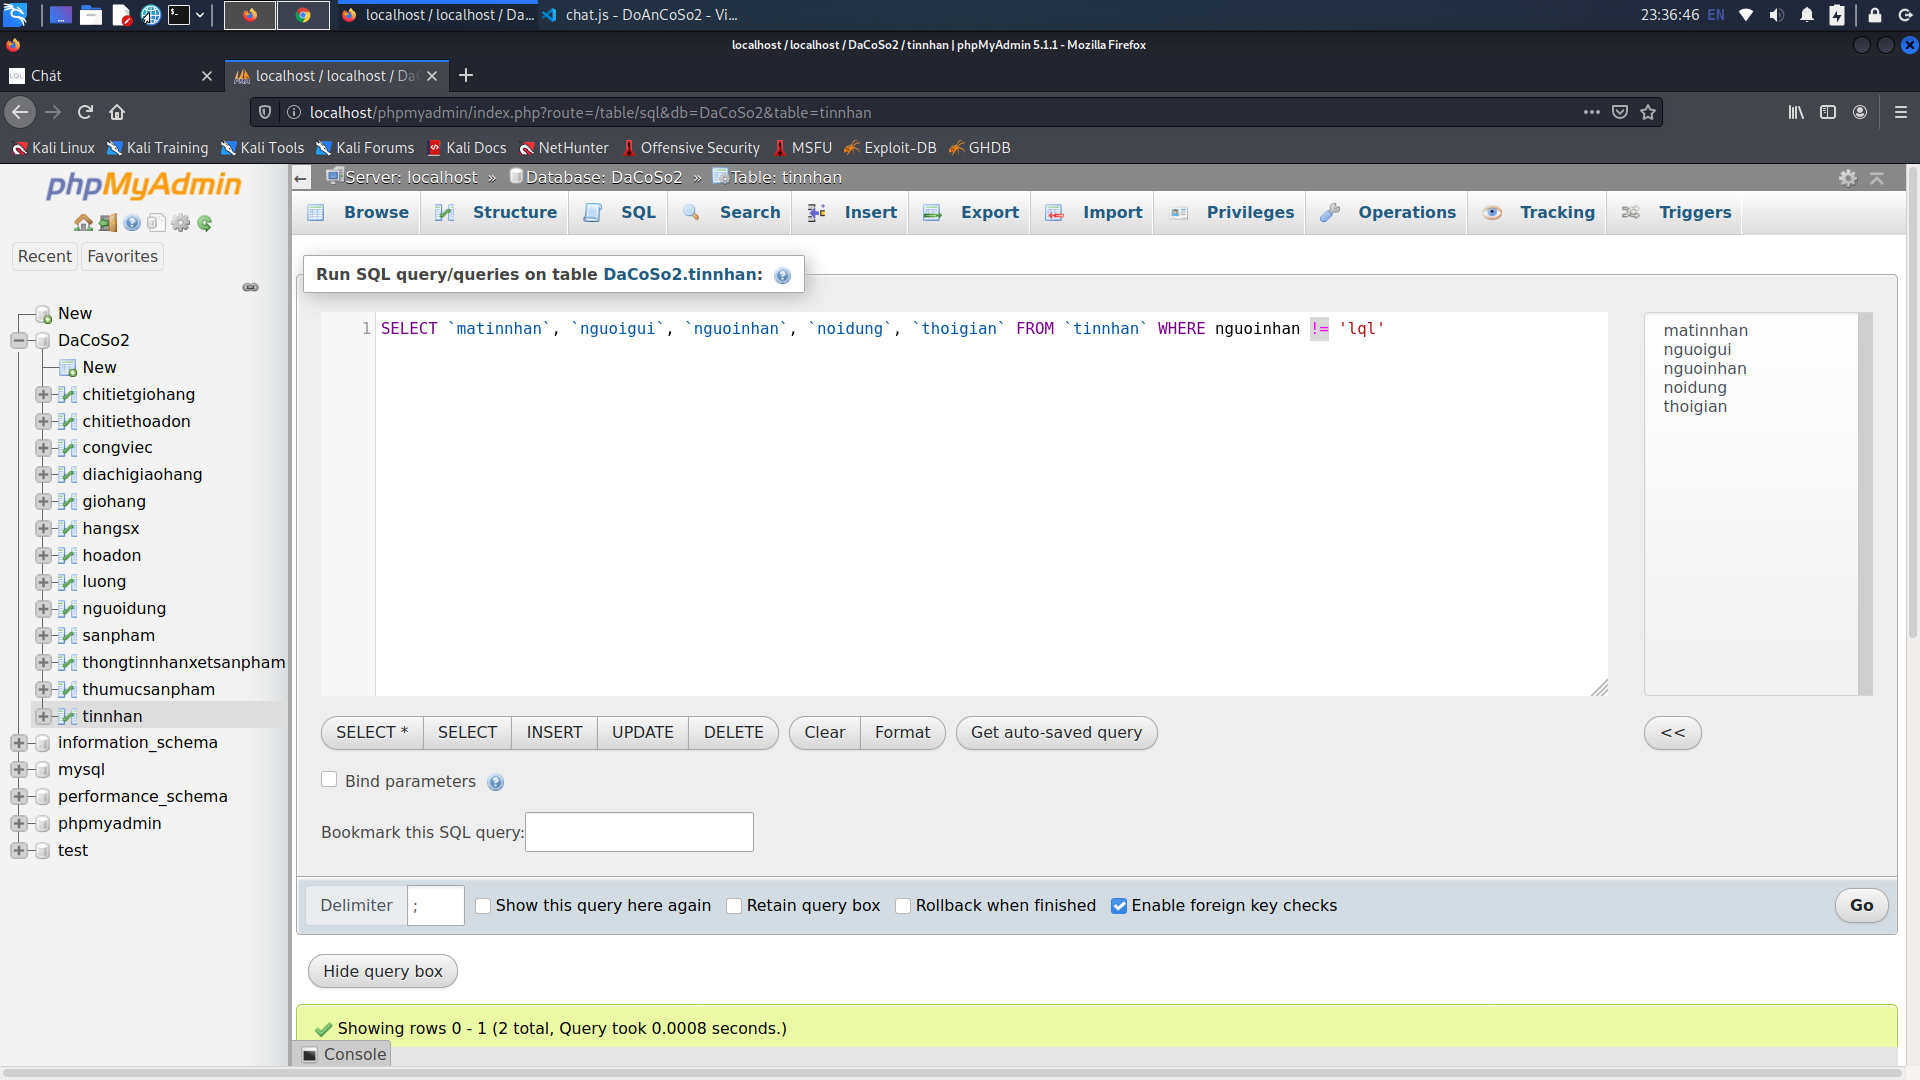 localhost / localhost / Da...
chat.js - DoAnCoSo2 - Vi...
23:36:46 EN
localhost / localhost / DaCoSo2 / tinnhan | phpMyAdmin 5.1.1 - Mozilla Firefox
Chát
localhost / localhost / DaC
localhost/phpmyadmin/index.php?route=/table/sql&db=DaCoSo2&table=tinnhan
Kali Linux Kali Training Kali Tools Kali Forums Kali Docs NetHunter Offensive Security MSFU Exploit-DB GHDB
phpMyAdmin
Recent Favorites
New
DaCoSo2
New
chitietgiohang
chitiethoadon
congviec
diachigiaohang
giohang
hangsx
hoadon
luong
nguoidung
sanpham
thongtinnhanxetsanpham
thumucsanpham
tinnhan
information_schema
mysql
performance_schema
phpmyadmin
test
Server: localhost » Database: DaCoSo2 » Table: tinnhan
Browse Structure SQL Search Insert Export Import Privileges Operations Tracking Triggers
Run SQL query/queries on table DaCoSo2.tinnhan:
1 SELECT `matinnhan`, `nguoigui`, `nguoinhan`, `noidung`, `thoigian` FROM `tinnhan` WHERE nguoinhan != 'lql'
matinnhan
nguoigui
nguoinhan
noidung
thoigian
SELECT * SELECT INSERT UPDATE DELETE Clear Format Get auto-saved query <<
Bind parameters
Bookmark this SQL query:
Delimiter ; Show this query here again Retain query box Rollback when finished Enable foreign key checks Go
Hide query box
Showing rows 0 - 1 (2 total, Query took 0.0008 seconds.)
Console